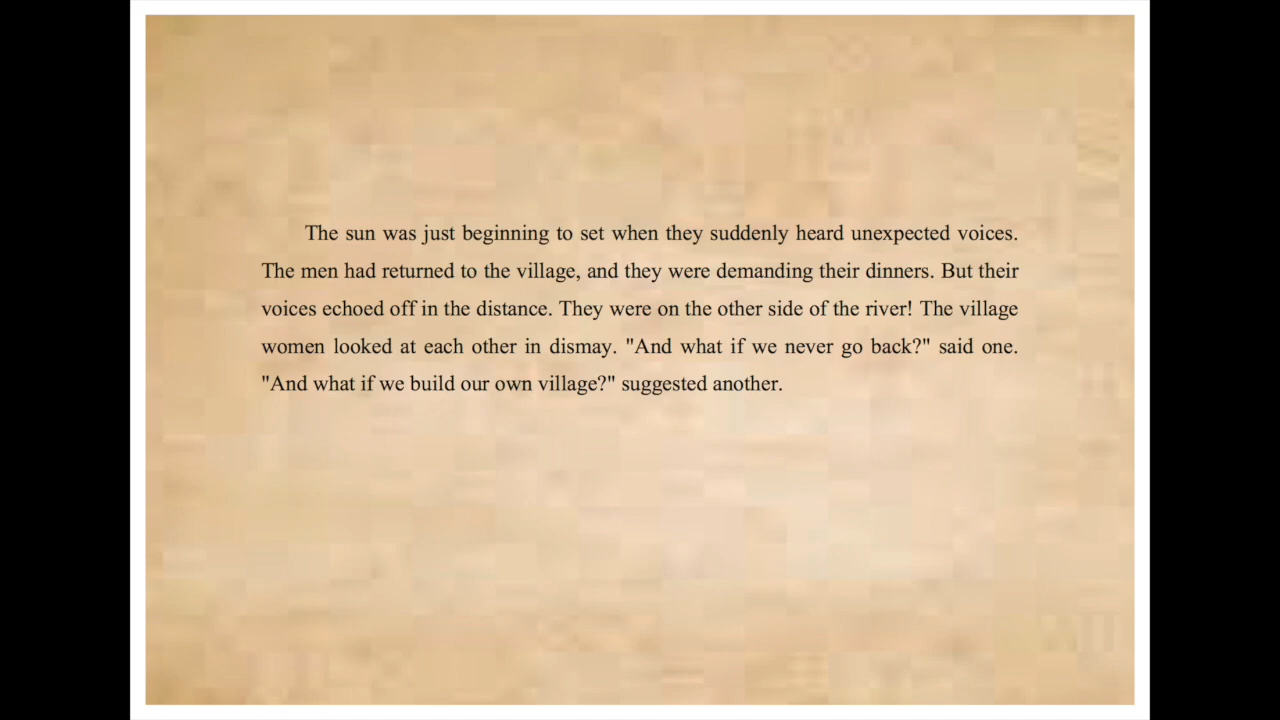 The sun was just beginning to set when they suddenly heard unexpected voices.
The men had returned to the village, and they were demanding their dinners. But their
voices echoed off in the distance. They were on the other side of the river! The village
women looked at each other in dismay. "And what if we never go back?" said one.
"And what if we build our own village?" suggested another.